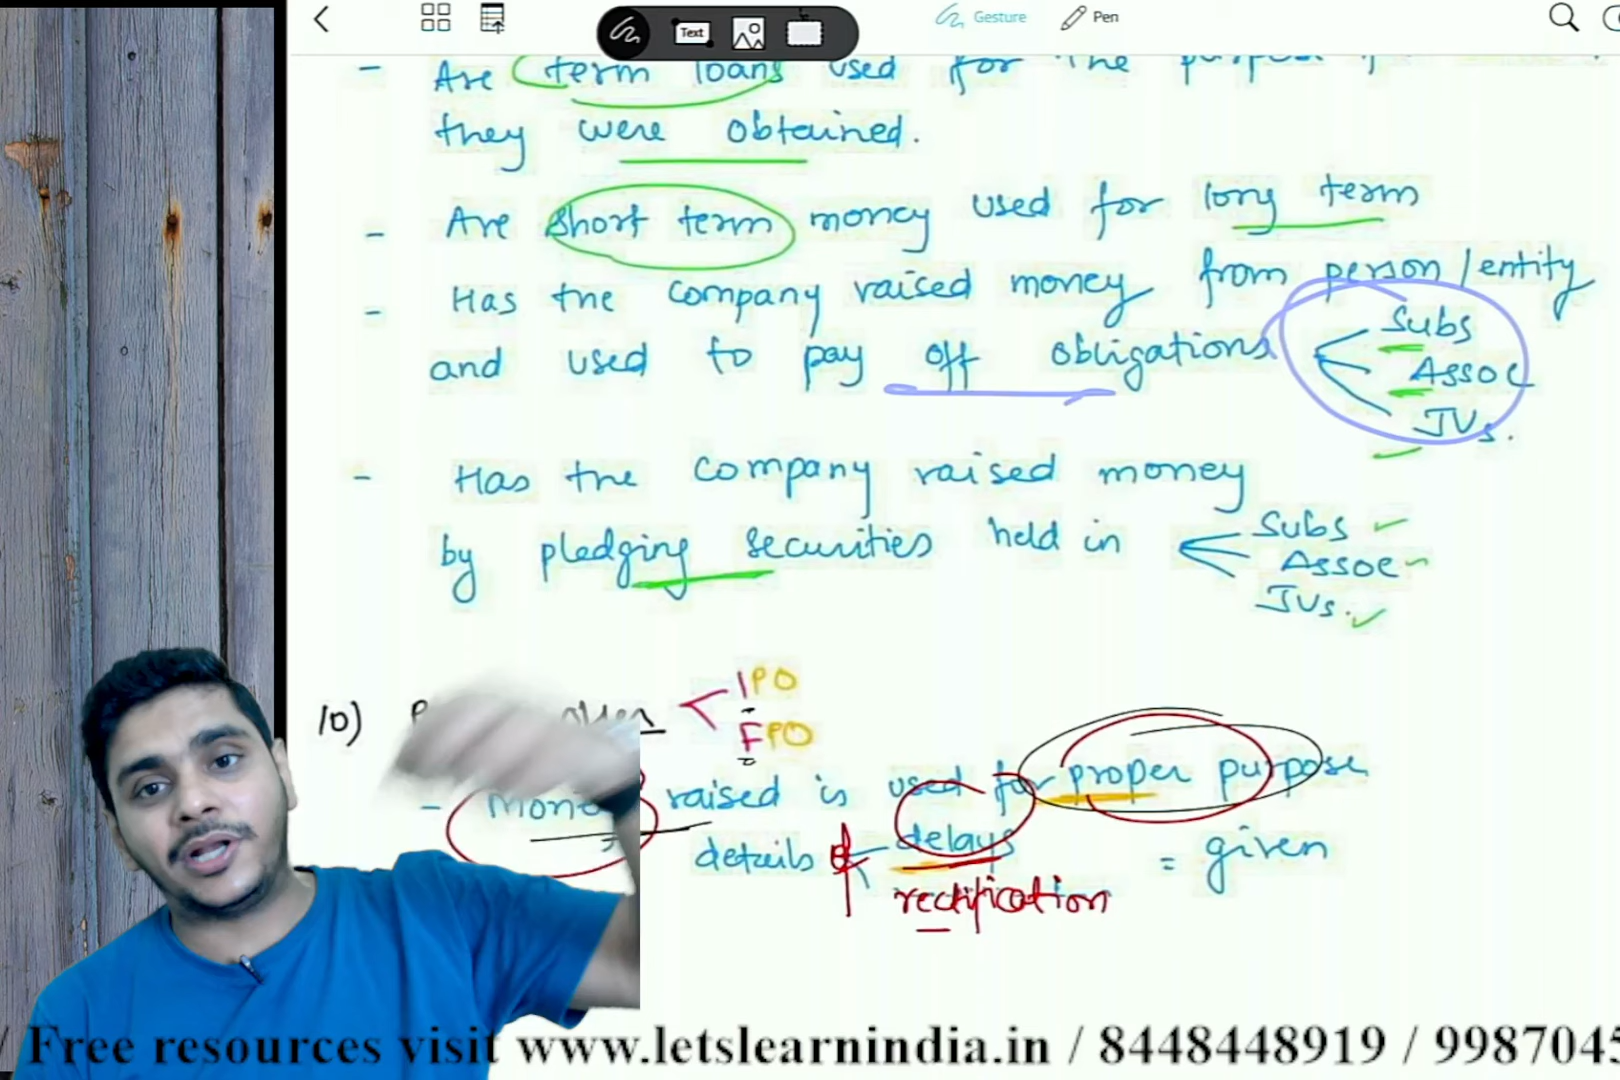 Text
Gesture
Pen
- Are term loans used for the
they were obtained.
- Are short term money used for long term
- Has the company raised money from person / entity
and used to pay off obligations
Subs
Assoc
JVs.
- Has the company raised money
by pledging securities held in
Subs
Assoc
JVs.
10)
IPO
FPO
- raised is used for proper purpose
details of delays = given
rectification
Free resources visit www.letslearnindia.in / 8448448919 / 9987045